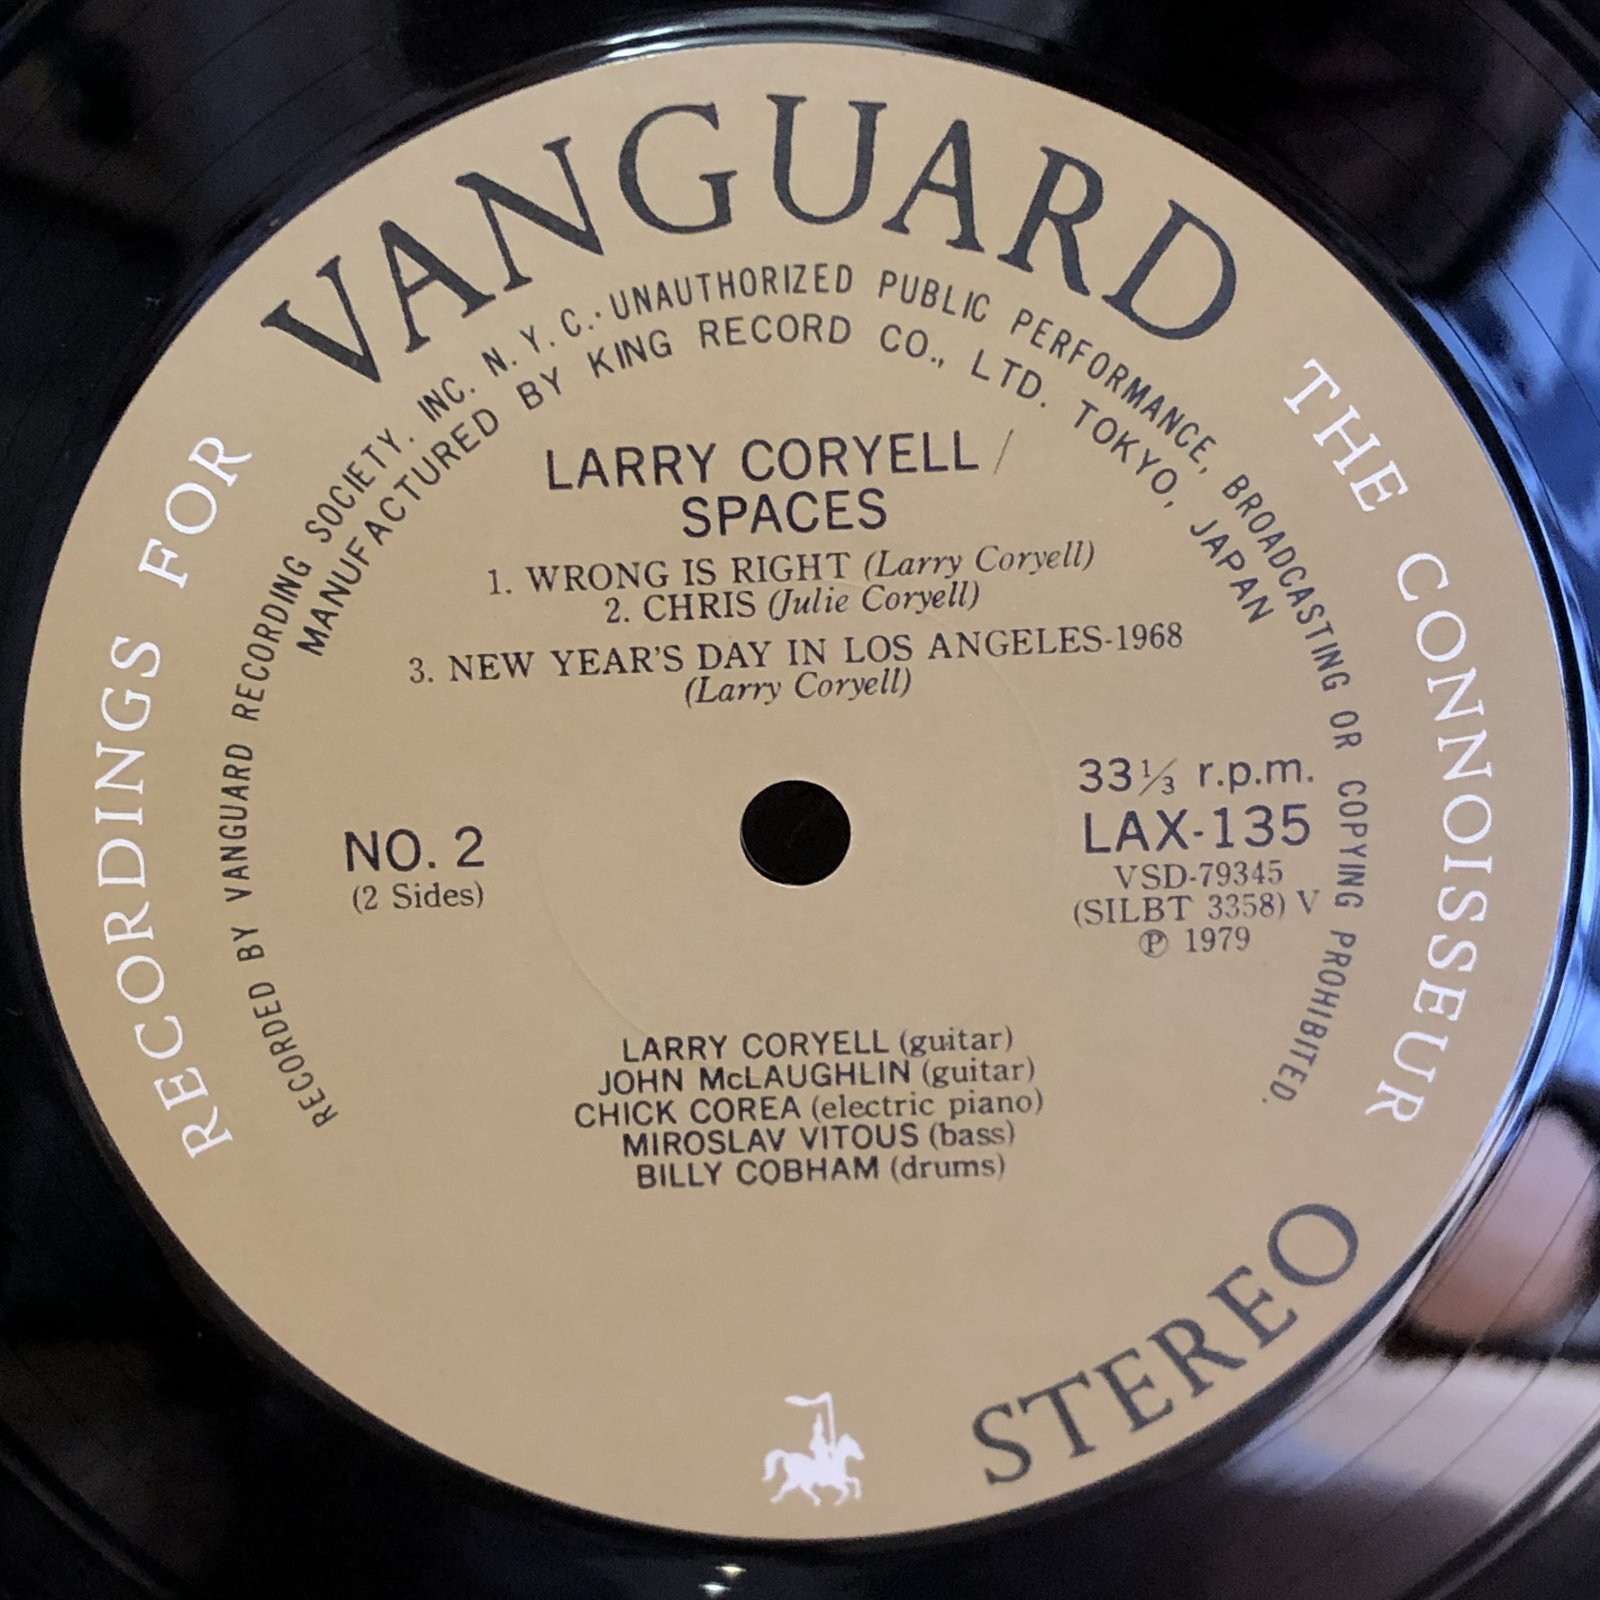 VANGUARD
RECORDINGS FOR THE CONNOISSEUR
RECORDED BY VANGUARD RECORDING SOCIETY. INC. N. Y. C.·UNAUTHORIZED PUBLIC PERFORMANCE, BROADCASTING OR COPYING PROHIBITED.
MANUFACTURED BY KING RECORD CO., LTD. TOKYO, JAPAN
LARRY CORYELL /
SPACES
1. WRONG IS RIGHT (Larry Coryell)
2. CHRIS (Julie Coryell)
3. NEW YEAR'S DAY IN LOS ANGELES-1968
(Larry Coryell)
NO. 2
(2 Sides)
33⅓ r.p.m.
LAX-135
VSD-79345
(SILBT 3358) V
℗ 1979
LARRY CORYELL (guitar)
JOHN McLAUGHLIN (guitar)
CHICK COREA (electric piano)
MIROSLAV VITOUS (bass)
BILLY COBHAM (drums)
STEREO